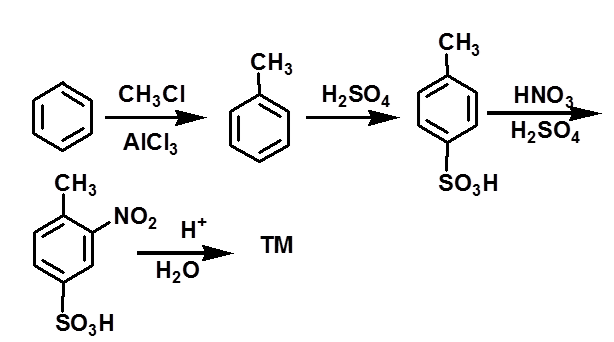 CH₃Cl
AlCl₃
CH₃
H₂SO₄
CH₃
SO₃H
HNO₃
H₂SO₄
CH₃
NO₂
SO₃H
H⁺
H₂O
TM